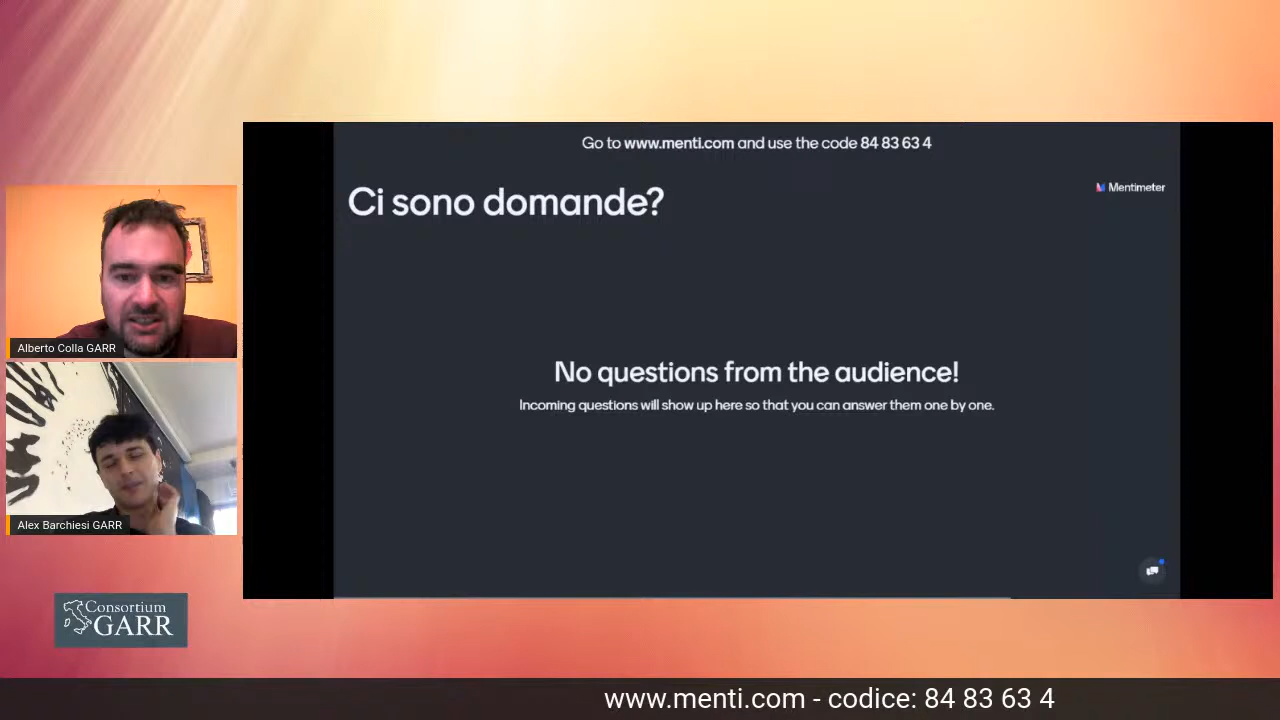 Go to www.menti.com and use the code 84 83 63 4
Mentimeter
Ci sono domande?
No questions from the audience!
Incoming questions will show up here so that you can answer them one by one.
Alberto Colla GARR
Alex Barchiesi GARR
Consortium
GARR
www.menti.com - codice: 84 83 63 4